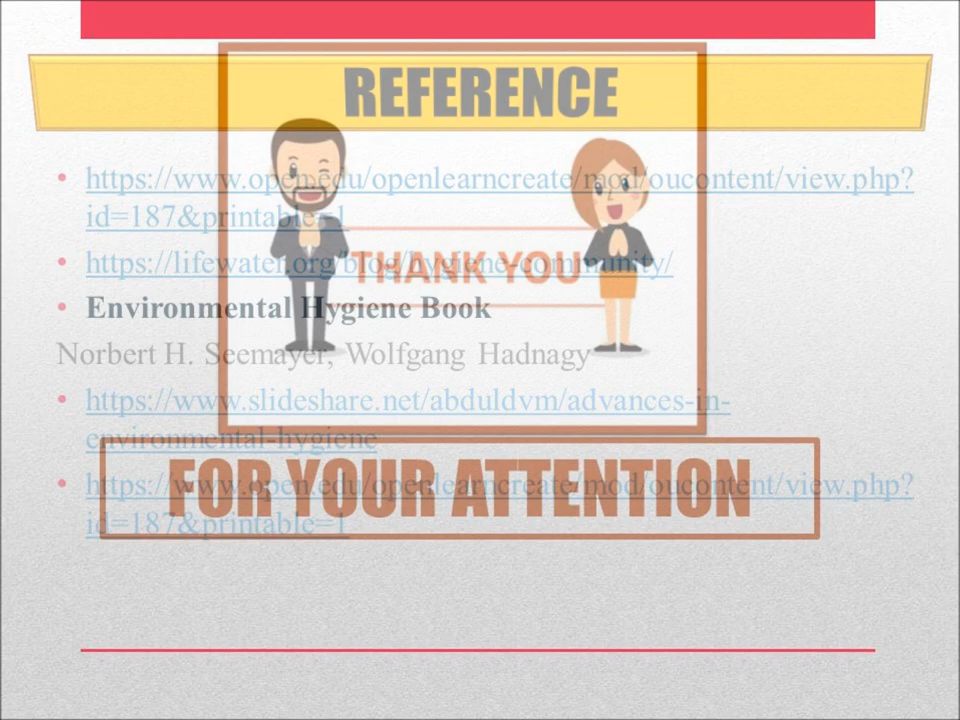 REFERENCE
• https://www.open.edu/openlearncreate/mod/oucontent/view.php?
id=187&printable=1
• https://lifewater.org/blog/hygiene-community/
THANK YOU
• Environmental Hygiene Book
Norbert H. Seemayer, Wolfgang Hadnagy
• https://www.slideshare.net/abduldvm/advances-in-
environmental-hygiene
• https://www.open.edu/openlearncreate/mod/oucontent/view.php?
id=187&printable=1
FOR YOUR ATTENTION